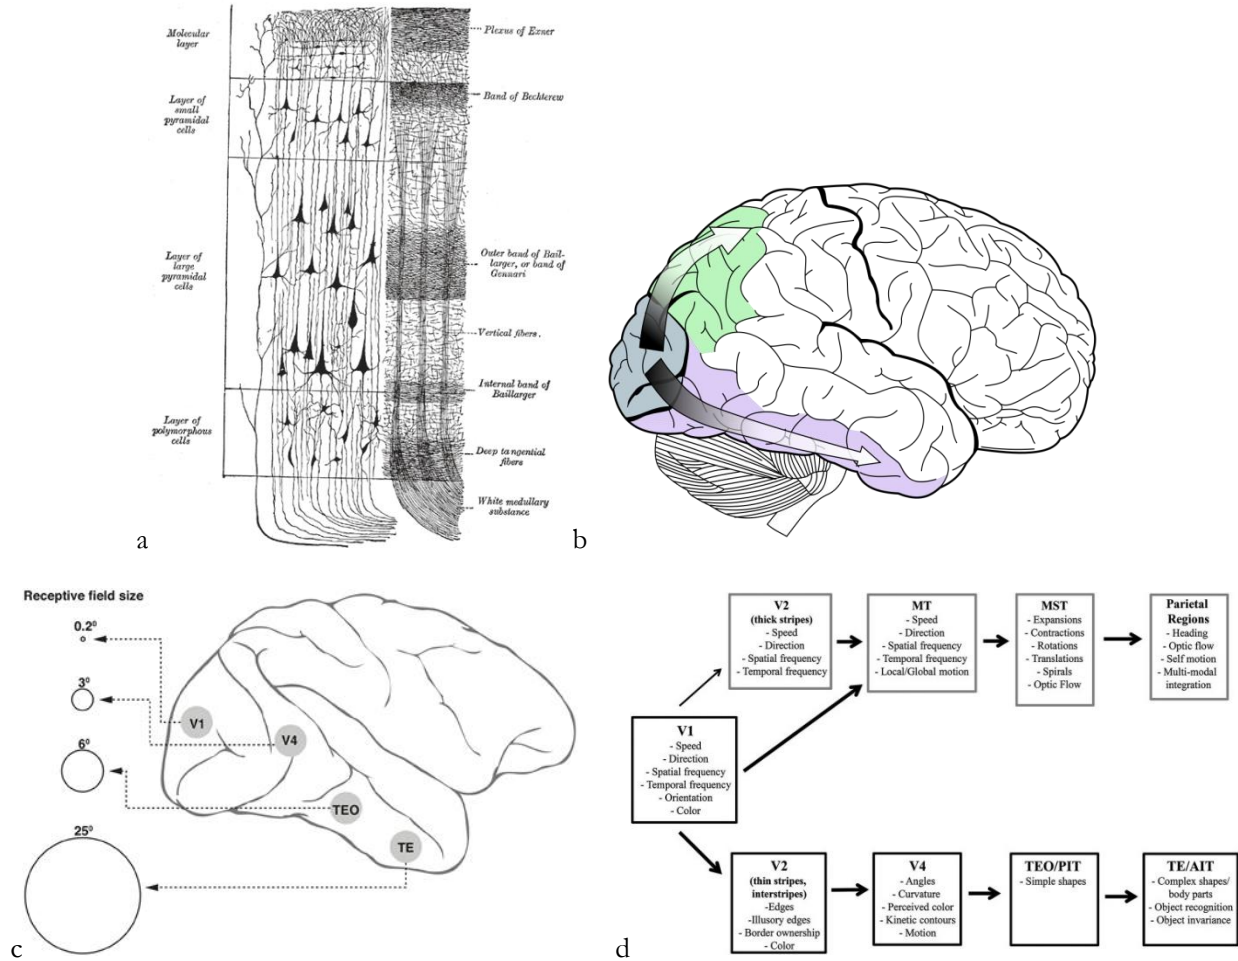 Molecular
layer
Layer of
small
pyramidal
cells
Layer of
large
pyramidal
cells
Layer of
polymorphous
cells
Plexus of Exner
Band of Bechterew
Outer band of Bail-
larger, or band of
Gennari
Vertical fibers.
Internal band of
Baillarger
Deep tangential
fibers
White medullary
substance
a
b
Receptive field size
0.2⁰
3⁰
6⁰
25⁰
V1
V4
TEO
TE
c
V2
(thick stripes)
- Speed
- Direction
- Spatial frequency
- Temporal frequency
MT
- Speed
- Direction
- Spatial frequency
- Temporal frequency
- Local/Global motion
MST
- Expansions
- Contractions
- Rotations
- Translations
- Spirals
- Optic Flow
Parietal
Regions
- Heading
- Optic flow
- Self motion
- Multi-modal
integration
V1
- Speed
- Direction
- Spatial frequency
- Temporal frequency
- Orientation
- Color
V2
(thin stripes,
interstripes)
-Edges
-Illusory edges
- Border ownership
- Color
V4
- Angles
- Curvature
- Perceived color
- Kinetic contours
- Motion
TEO/PIT
- Simple shapes
TE/AIT
- Complex shapes/
body parts
- Object recognition
- Object invariance
d